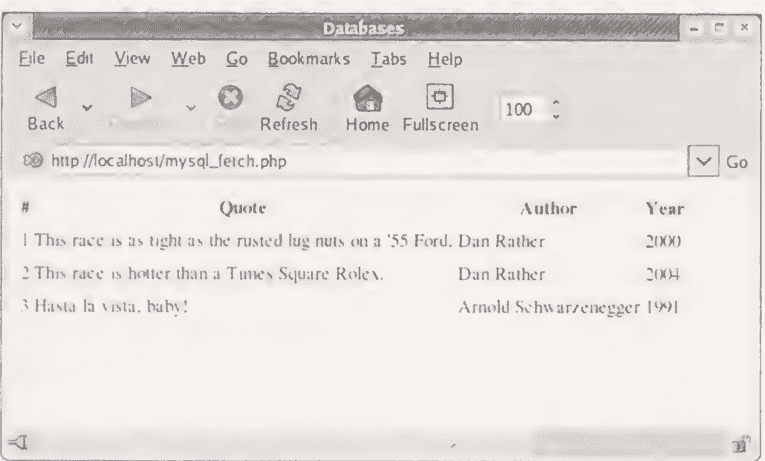 Databases
File Edit View Web Go Bookmarks Tabs Help
100
Back Refresh Home Fullscreen
http://localhost/mysql_fetch.php Go
# Quote Author Year
1 This race is as tight as the rusted lug nuts on a '55 Ford. Dan Rather 2000
2 This race is hotter than a Times Square Rolex. Dan Rather 2004
3 Hasta la vista, baby! Arnold Schwarzenegger 1991